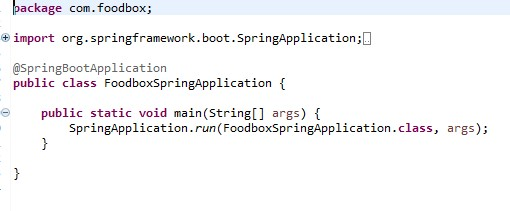 package com.foodbox;
import org.springframework.boot.SpringApplication;
@SpringBootApplication
public class FoodboxSpringApplication {
public static void main(String[] args) {
SpringApplication.run(FoodboxSpringApplication.class, args);
}
}